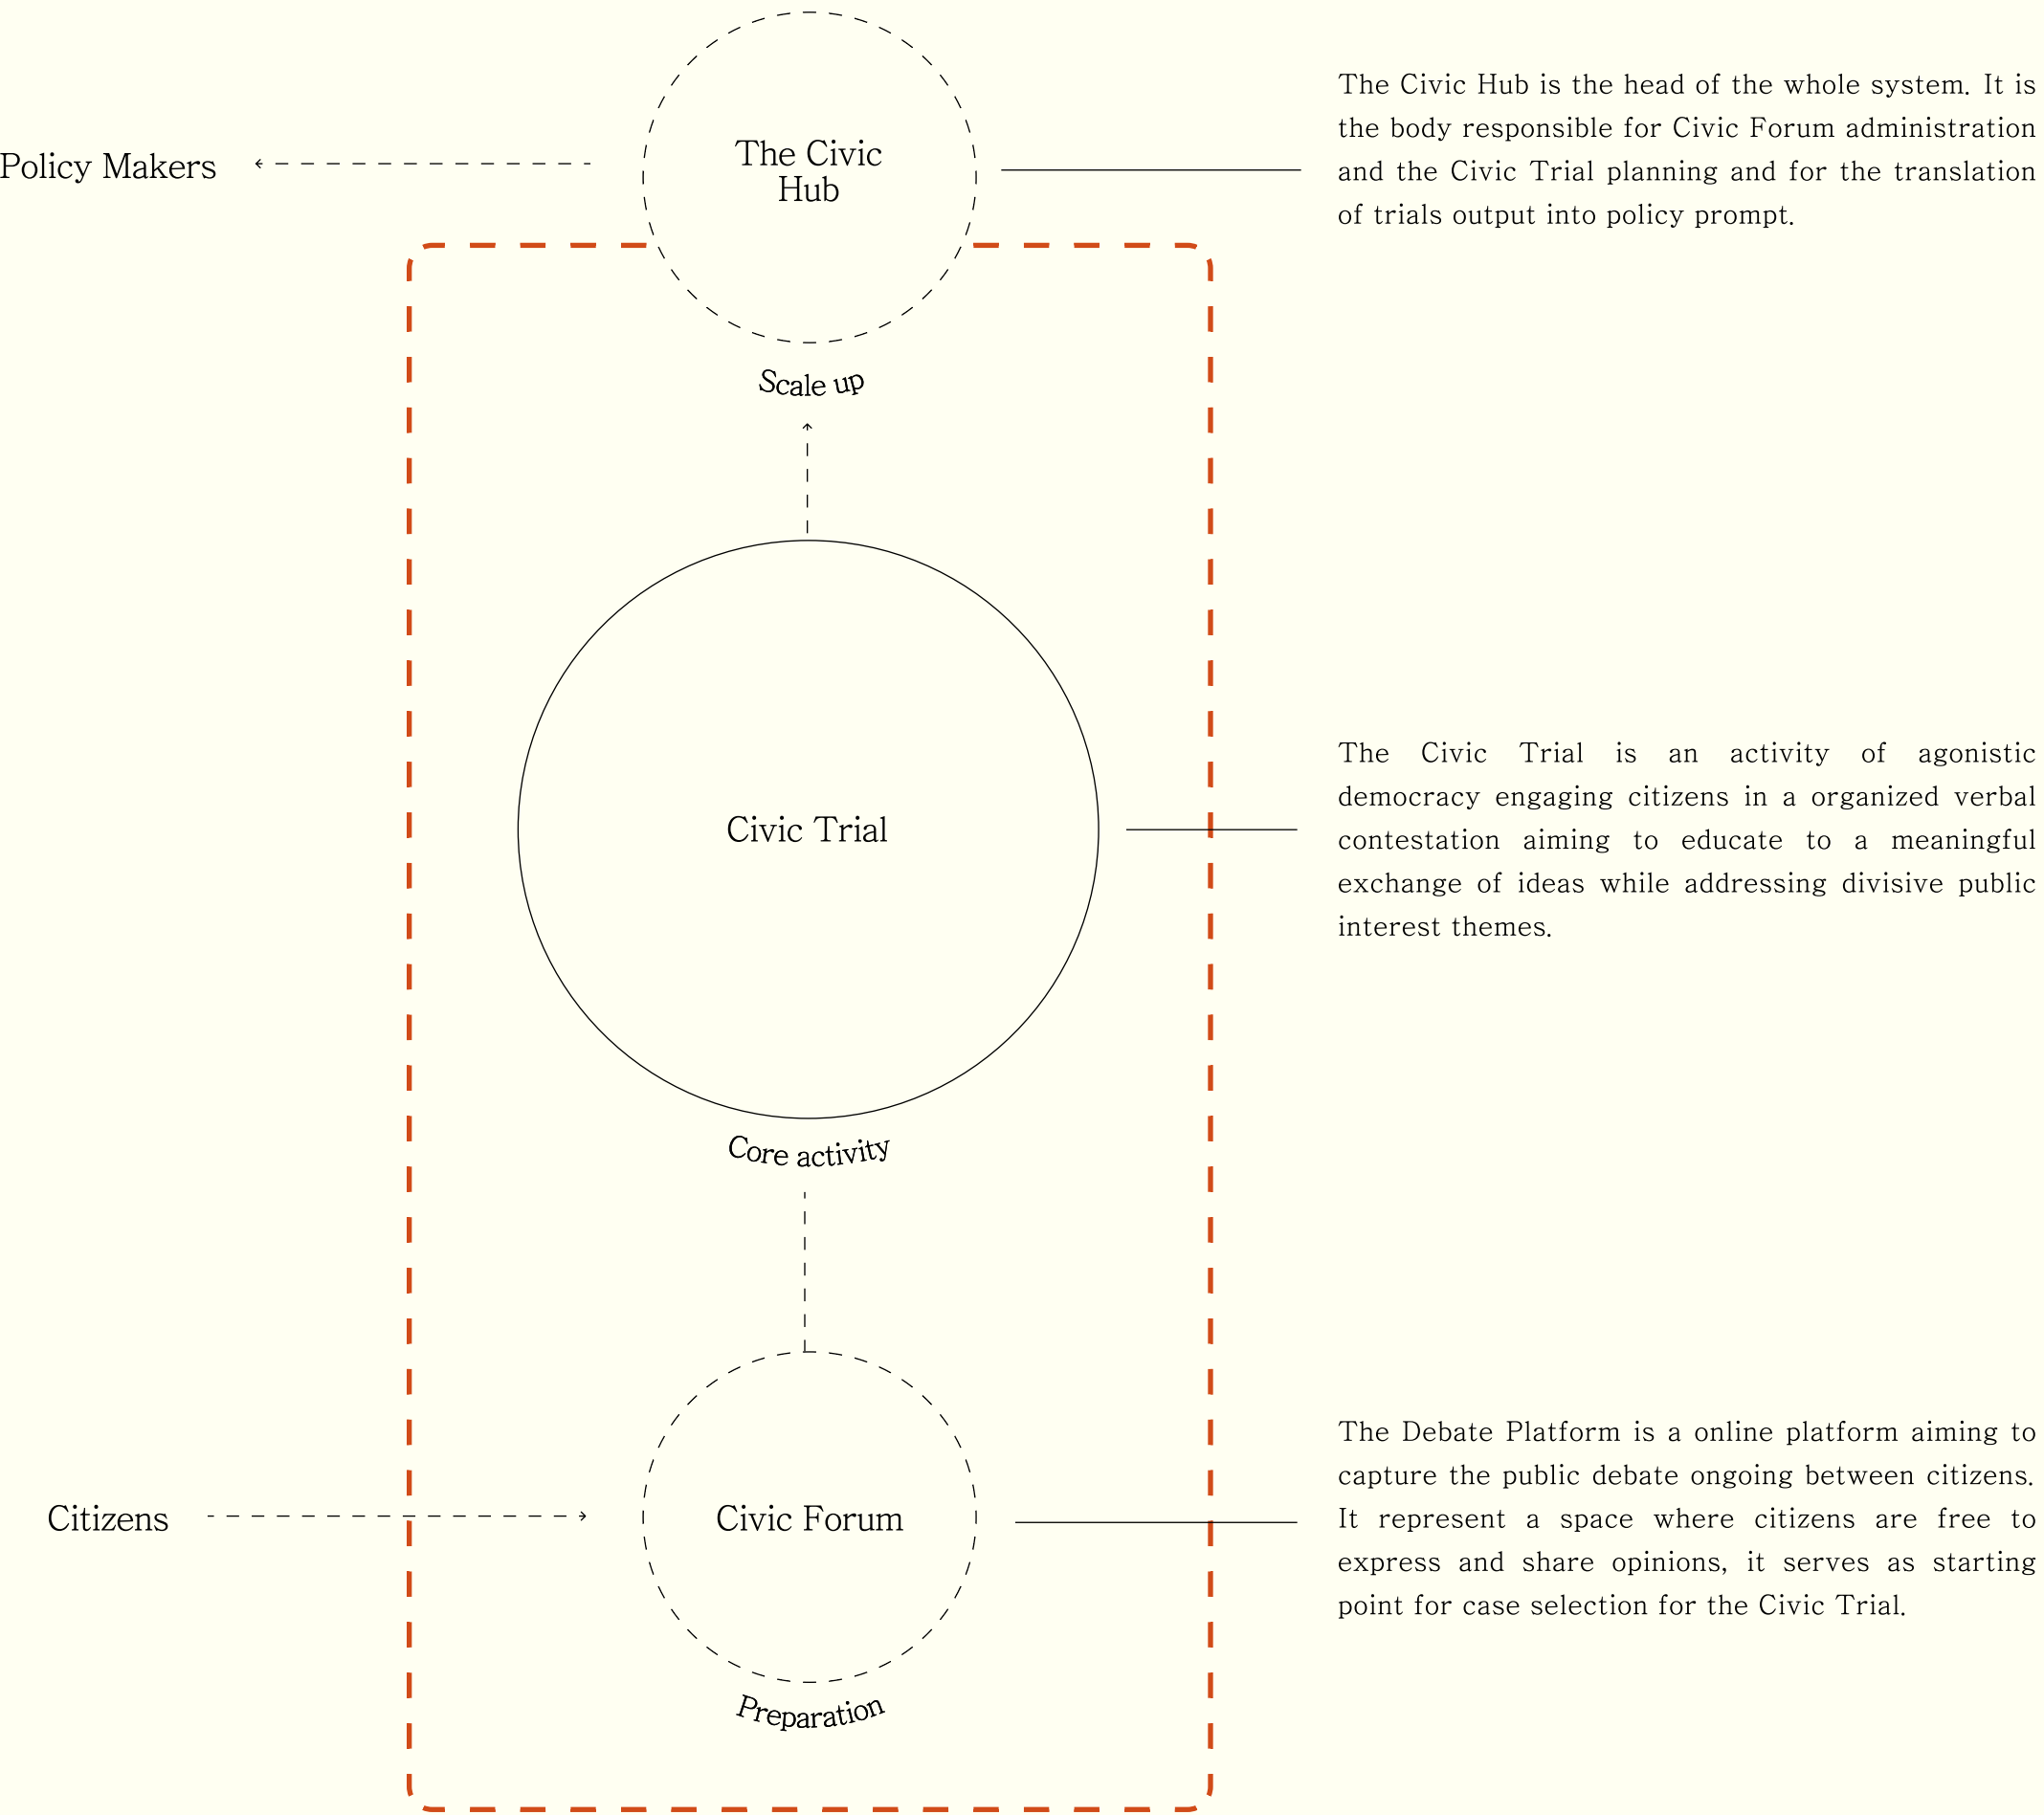 Policy Makers
The Civic
Hub
The Civic Hub is the head of the whole system. It is
the body responsible for Civic Forum administration
and the Civic Trial planning and for the translation
of trials output into policy prompt.
Scale up
Civic Trial
The Civic Trial is an activity of agonistic
democracy engaging citizens in a organized verbal
contestation aiming to educate to a meaningful
exchange of ideas while addressing divisive public
interest themes.
Core activity
Citizens
Civic Forum
The Debate Platform is a online platform aiming to
capture the public debate ongoing between citizens.
It represent a space where citizens are free to
express and share opinions, it serves as starting
point for case selection for the Civic Trial.
Preparation